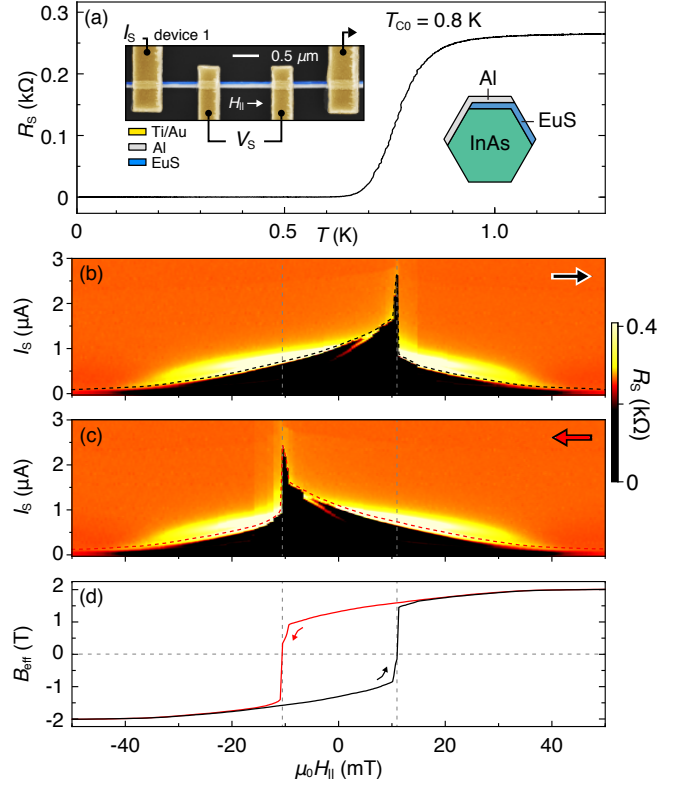 (a)
I_S device 1
T_C0 = 0.8 K
0.5 μm
H_||
V_S
Ti/Au
Al
EuS
Al
EuS
InAs
R_S (kΩ)
0.3
0.2
0.1
0
0 0.5 1.0
T (K)
(b)
I_S (μA)
3
2
1
0
(c)
I_S (μA)
3
2
1
0
0.4
R_S (kΩ)
0
(d)
B_eff (T)
2
1
0
-1
-2
-40 -20 0 20 40
μ₀H_|| (mT)